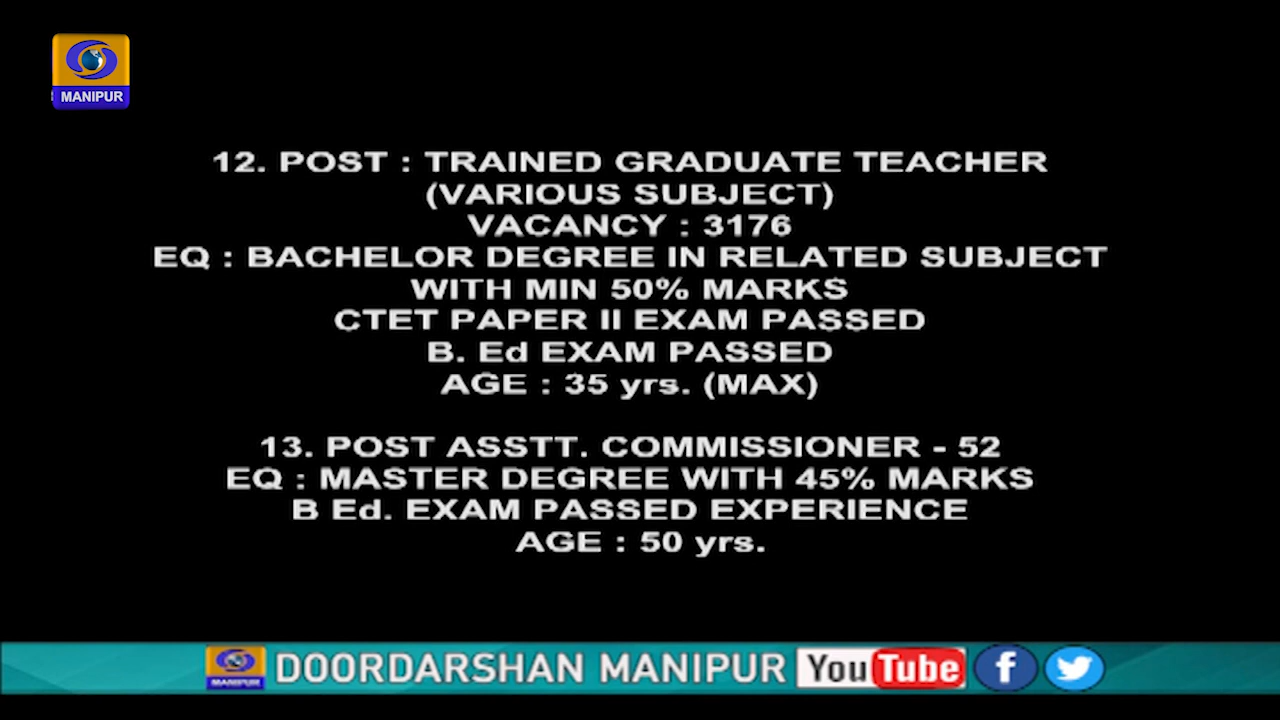 MANIPUR
12. POST : TRAINED GRADUATE TEACHER
(VARIOUS SUBJECT)
VACANCY : 3176
EQ : BACHELOR DEGREE IN RELATED SUBJECT
WITH MIN 50% MARKS
CTET PAPER II EXAM PASSED
B. Ed EXAM PASSED
AGE : 35 yrs. (MAX)
13. POST ASSTT. COMMISSIONER - 52
EQ : MASTER DEGREE WITH 45% MARKS
B Ed. EXAM PASSED EXPERIENCE
AGE : 50 yrs.
MANIPUR DOORDARSHAN MANIPUR YouTube f